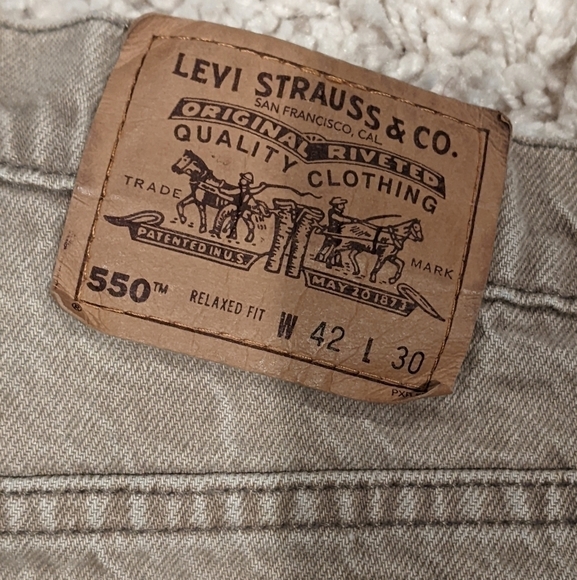 LEVI STRAUSS & CO.
SAN FRANCISCO, CAL.
ORIGINAL RIVETED
QUALITY CLOTHING
TRADE MARK
PATENTED IN U.S. MAY 20 1873
550™ RELAXED FIT W 42 L 30
®